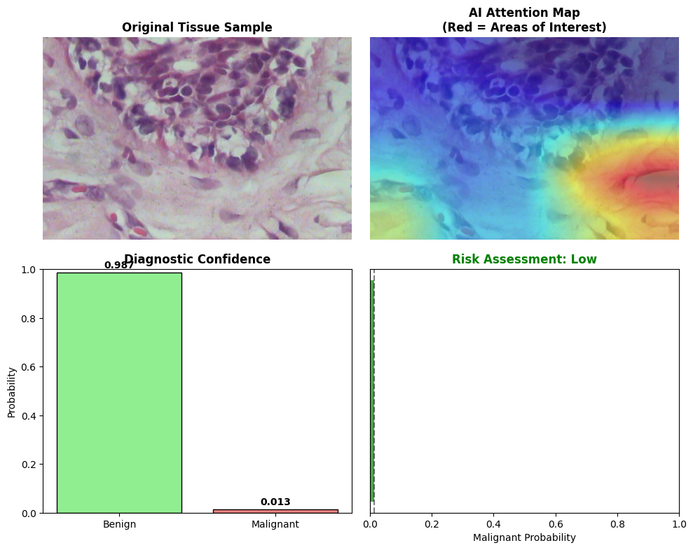 Original Tissue Sample
AI Attention Map
(Red = Areas of Interest)
Diagnostic Confidence
0.987
1.0
0.8
0.6
0.4
0.2
0.0
Probability
0.013
Benign
Malignant
Risk Assessment: Low
0.0
0.2
0.4
0.6
0.8
1.0
Malignant Probability